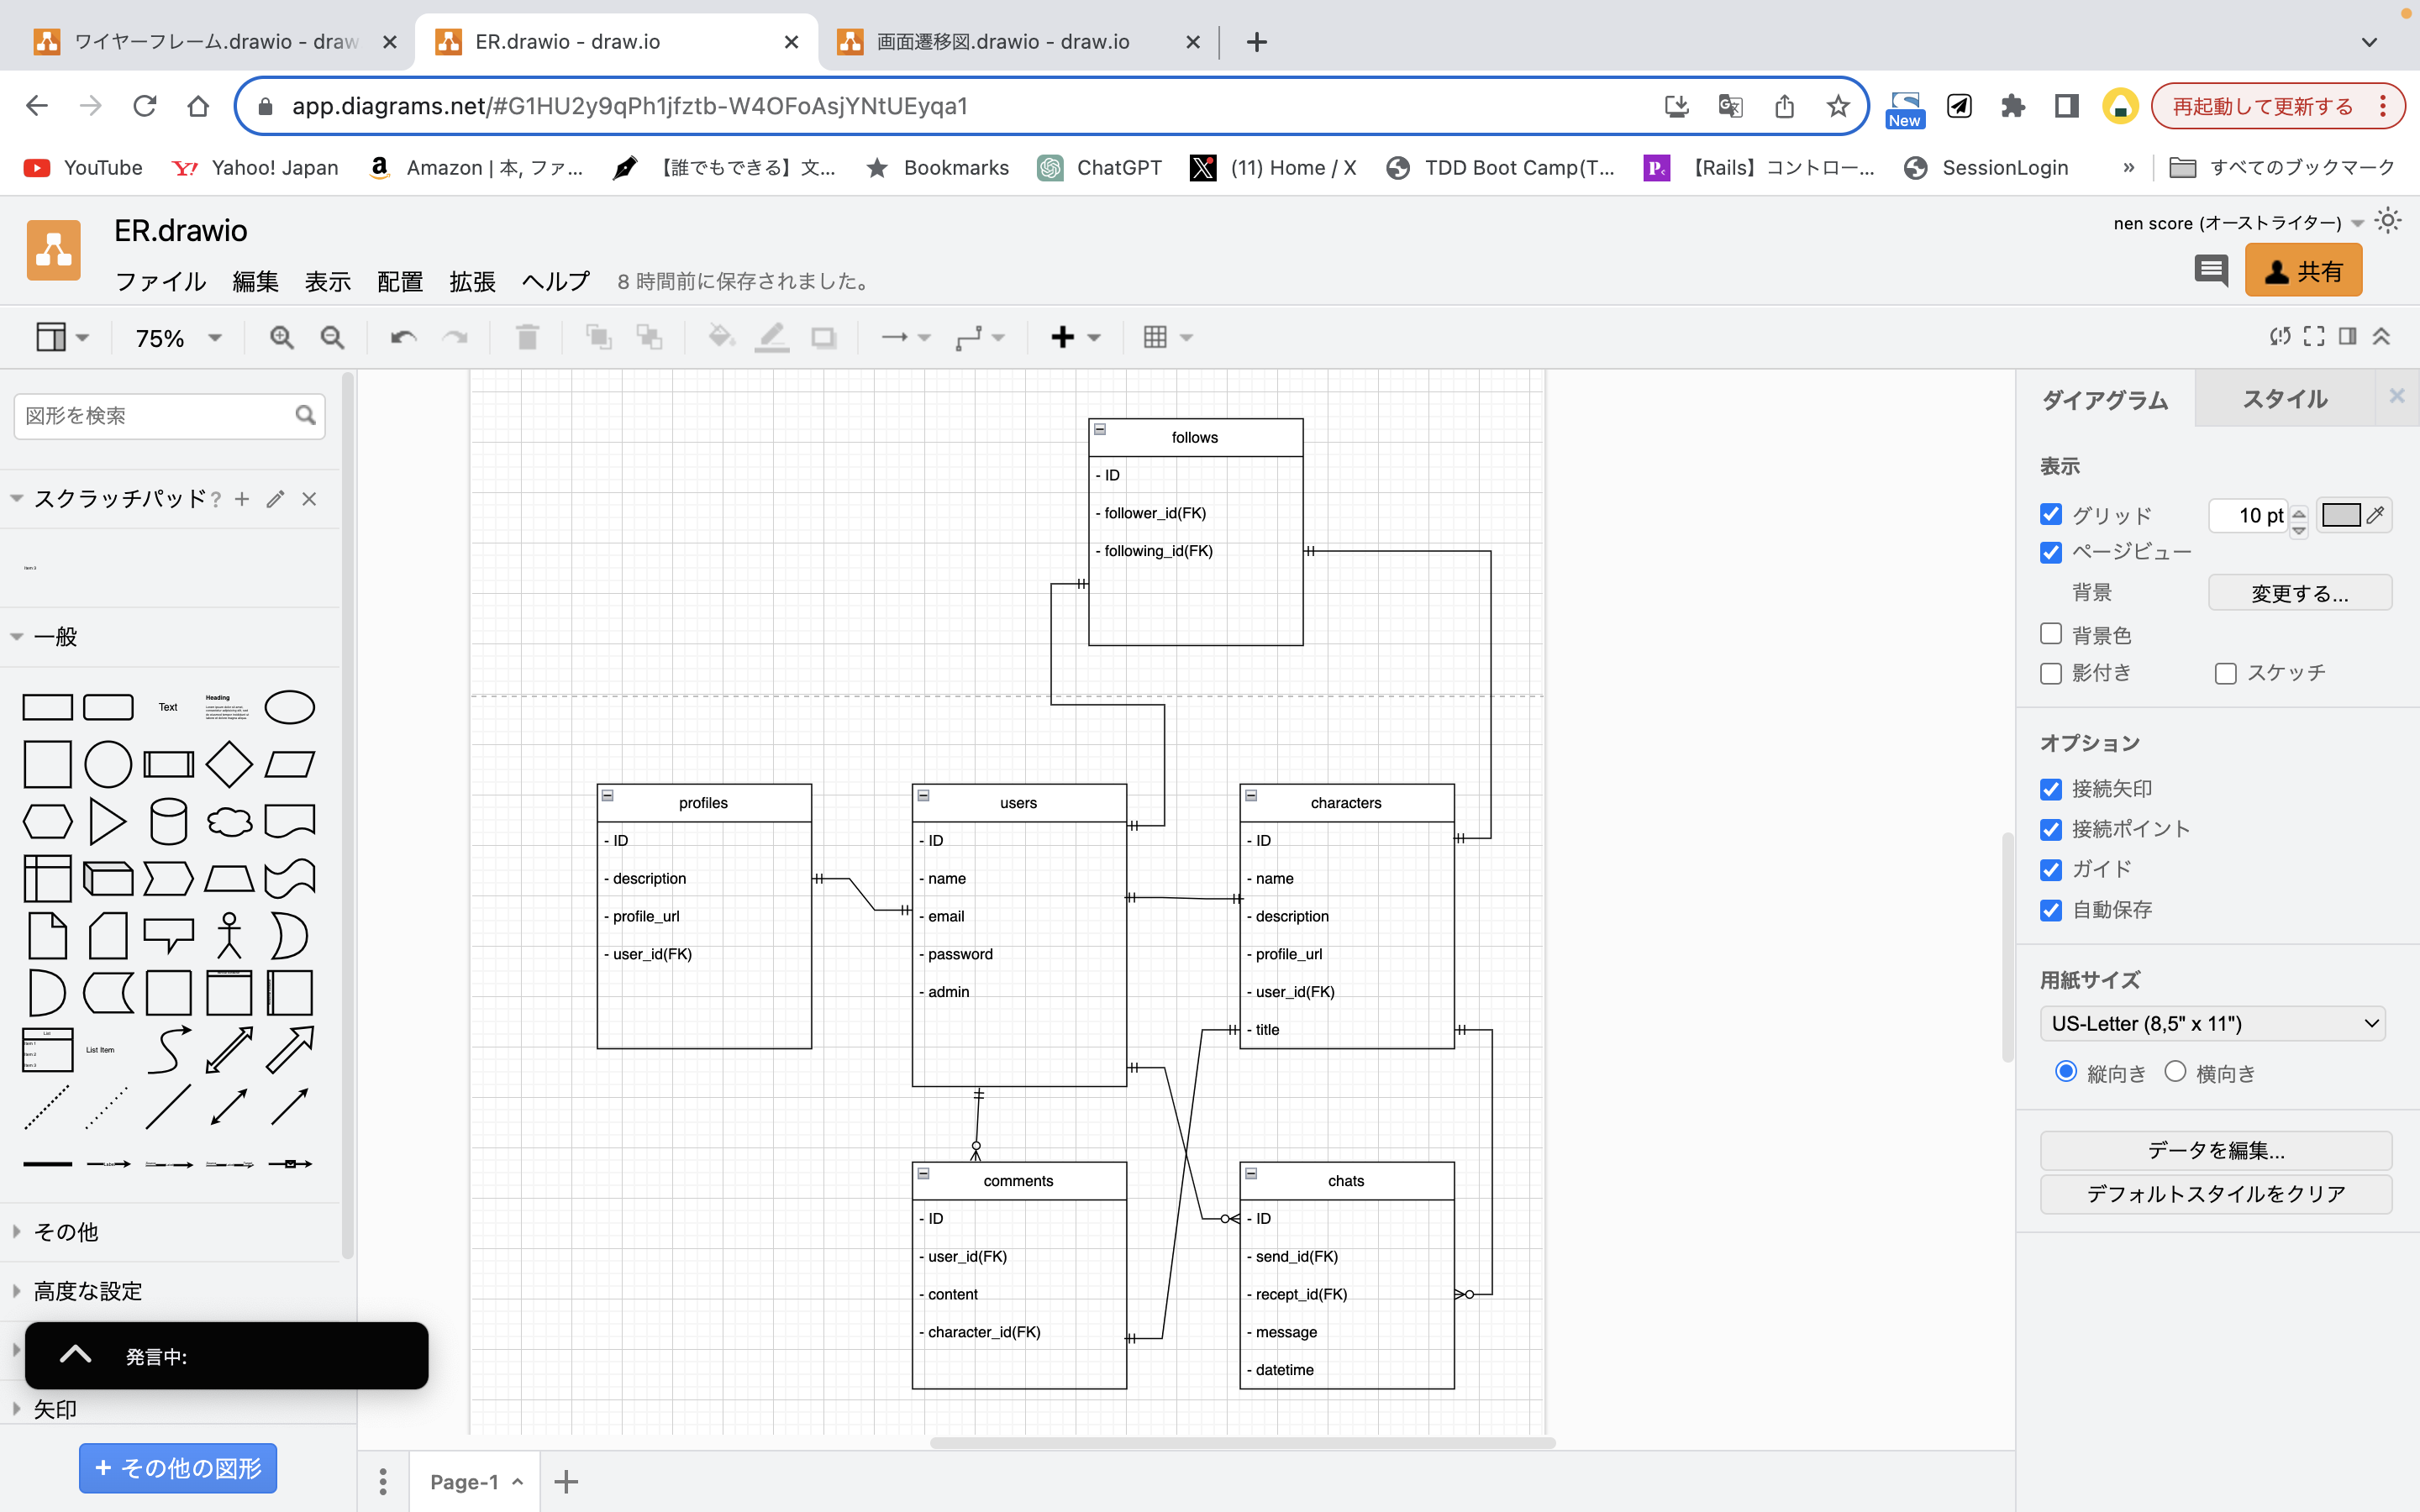 ワイヤーフレーム.drawio - draw
ER.drawio - draw.io
画面遷移図.drawio - draw.io
app.diagrams.net/#G1HU2y9qPh1jfztb-W4OFoAsjYNtUEyqa1
New
再起動して更新する
YouTube
Yahoo! Japan
Amazon | 本, ファ...
【誰でもできる】文...
Bookmarks
ChatGPT
(11) Home / X
TDD Boot Camp(T...
【Rails】コントロー...
SessionLogin
»
すべてのブックマーク
ER.drawio
nen score (オーストライター)
ファイル 編集 表示 配置 拡張 ヘルプ 8 時間前に保存されました。
共有
75%
図形を検索
スクラッチパッド ?
Item 3
一般
Text
Heading
List
Item 1
Item 2
Item 3
List Item
Label
その他
高度な設定
発言中:
矢印
+ その他の図形
follows
- ID
- follower_id(FK)
- following_id(FK)
profiles
- ID
- description
- profile_url
- user_id(FK)
users
- ID
- name
- email
- password
- admin
characters
- ID
- name
- description
- profile_url
- user_id(FK)
- title
comments
- ID
- user_id(FK)
- content
- character_id(FK)
chats
- ID
- send_id(FK)
- recept_id(FK)
- message
- datetime
Page-1
ダイアグラム
スタイル
表示
グリッド
10 pt
ページビュー
背景
変更する...
背景色
影付き
スケッチ
オプション
接続矢印
接続ポイント
ガイド
自動保存
用紙サイズ
US-Letter (8,5" x 11")
縦向き
横向き
データを編集...
デフォルトスタイルをクリア